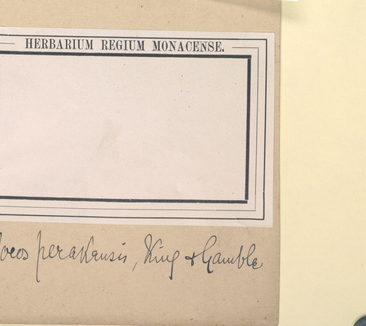 HERBARIUM REGIUM MONACENSE.
perakensis, King & Gamble